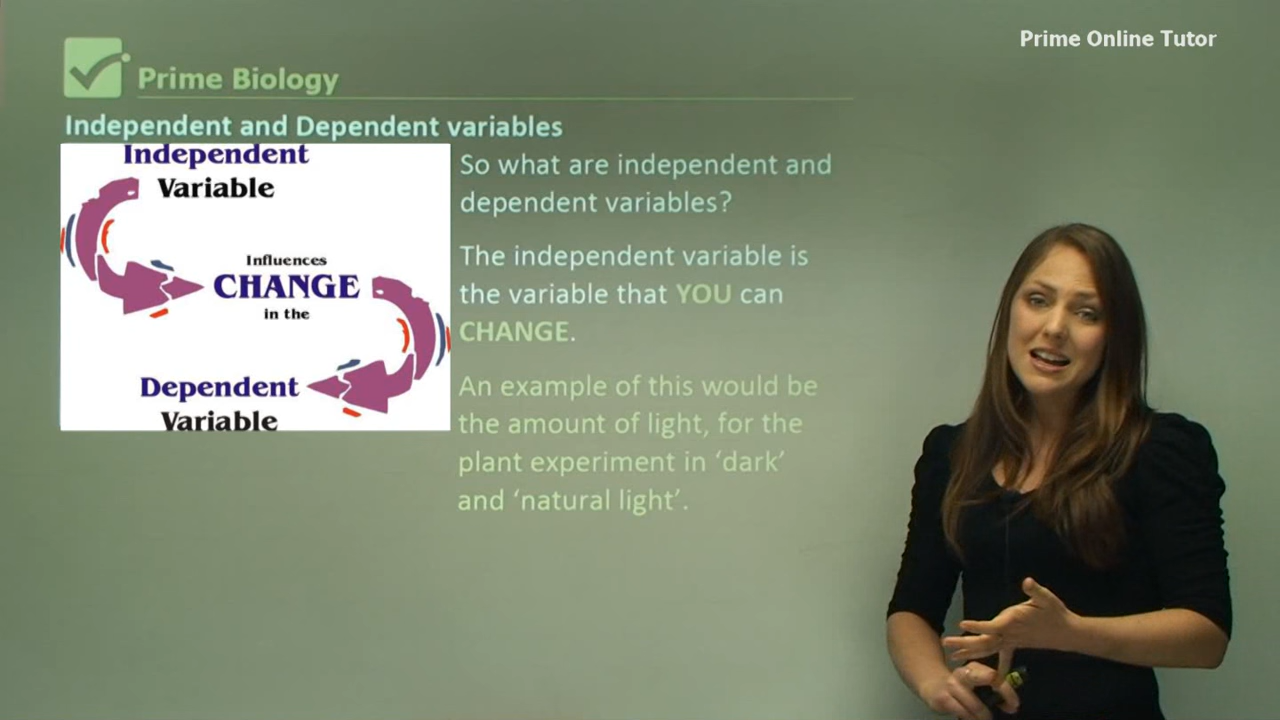 Prime Online Tutor
Prime Biology
Independent and Dependent variables
Independent
Variable
Influences
CHANGE
in the
Dependent
Variable
So what are independent and
dependent variables?
The independent variable is
the variable that YOU can
CHANGE.
An example of this would be
the amount of light, for the
plant experiment in ‘dark’
and ‘natural light’.